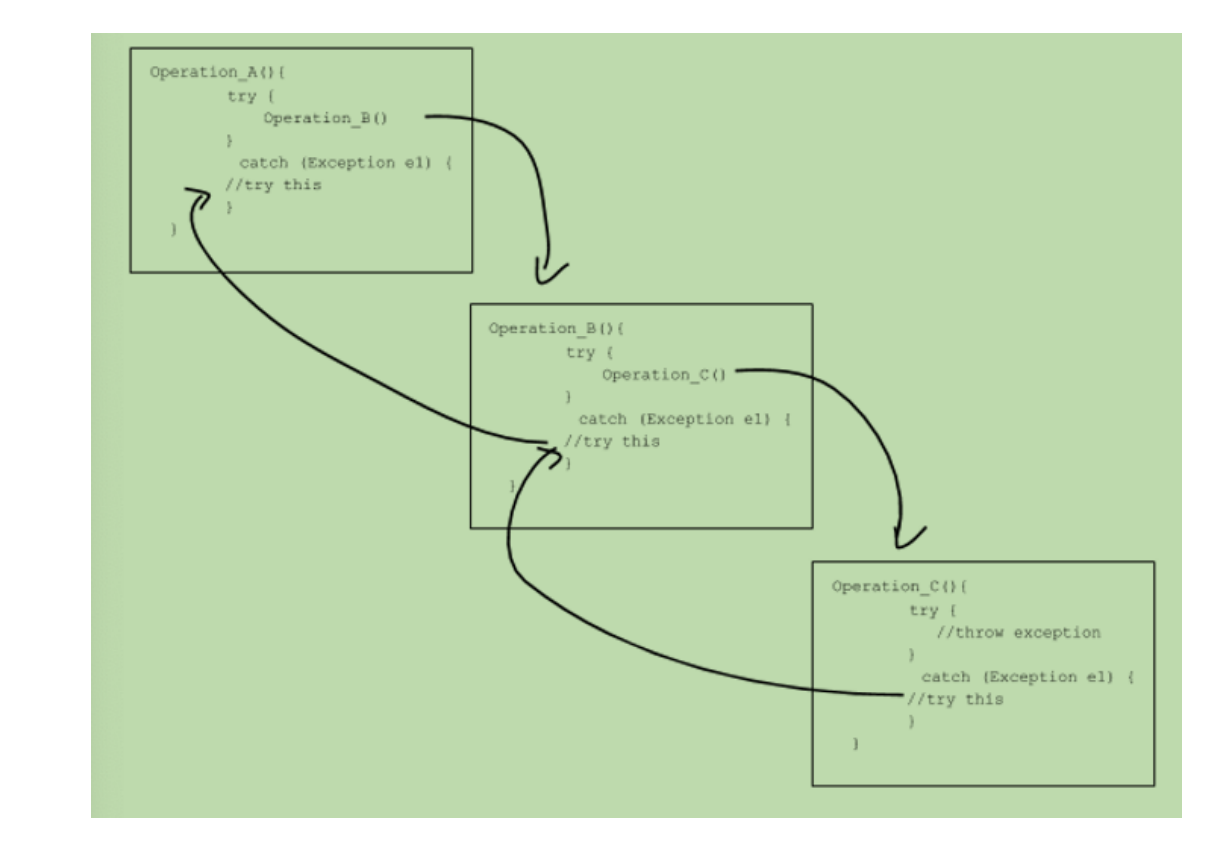 Operation_A(){
try {
Operation_B()
}
catch (Exception e1) {
//try this
}
}
Operation_B(){
try {
Operation_C()
}
catch (Exception e1) {
//try this
}
}
Operation_C(){
try {
//throw exception
}
catch (Exception e1) {
//try this
}
}